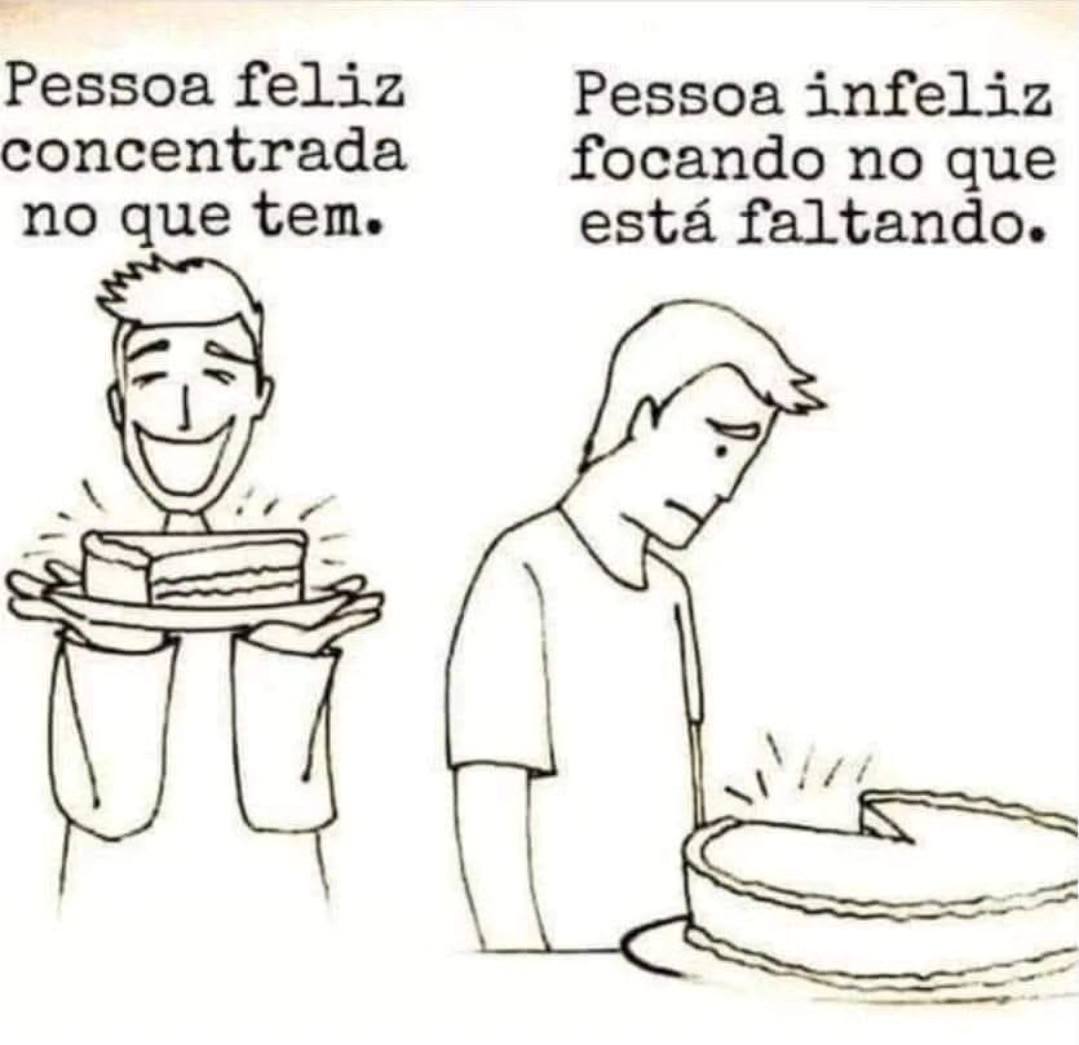 Pessoa feliz
concentrada
no que tem.
Pessoa infeliz
focando no que
está faltando.